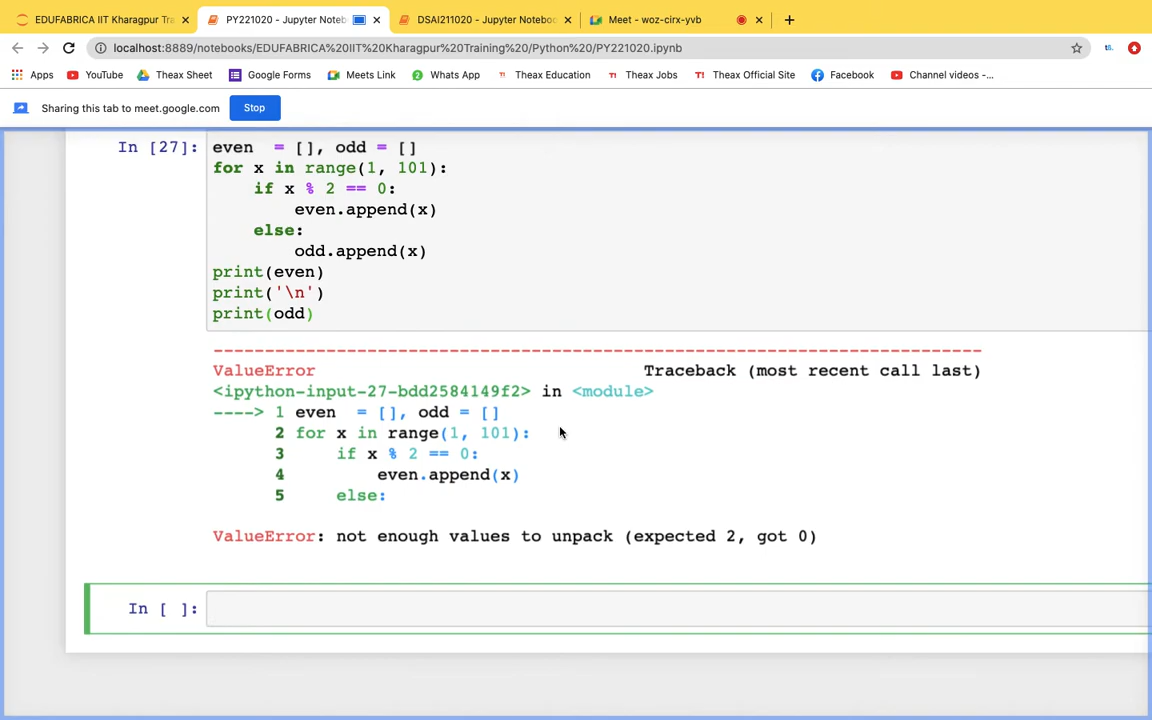 EDUFABRICA IIT Kharagpur Tra
PY221020 - Jupyter Noteb
DSAI211020 - Jupyter Noteboo
Meet - woz-cirx-yvb
localhost:8889/notebooks/EDUFABRICA%20IIT%20Kharagpur%20Training%20/Python%20/PY221020.ipynb
Apps YouTube Theax Sheet Google Forms Meets Link Whats App Theax Education Theax Jobs Theax Official Site Facebook Channel videos -...
Sharing this tab to meet.google.com Stop
In [27]: even = [], odd = []
for x in range(1, 101):
if x % 2 == 0:
even.append(x)
else:
odd.append(x)
print(even)
print('\n')
print(odd)
---------------------------------------------------------------------------
ValueError Traceback (most recent call last)
<ipython-input-27-bdd2584149f2> in <module>
----> 1 even = [], odd = []
2 for x in range(1, 101):
3 if x % 2 == 0:
4 even.append(x)
5 else:
ValueError: not enough values to unpack (expected 2, got 0)
In [ ]: